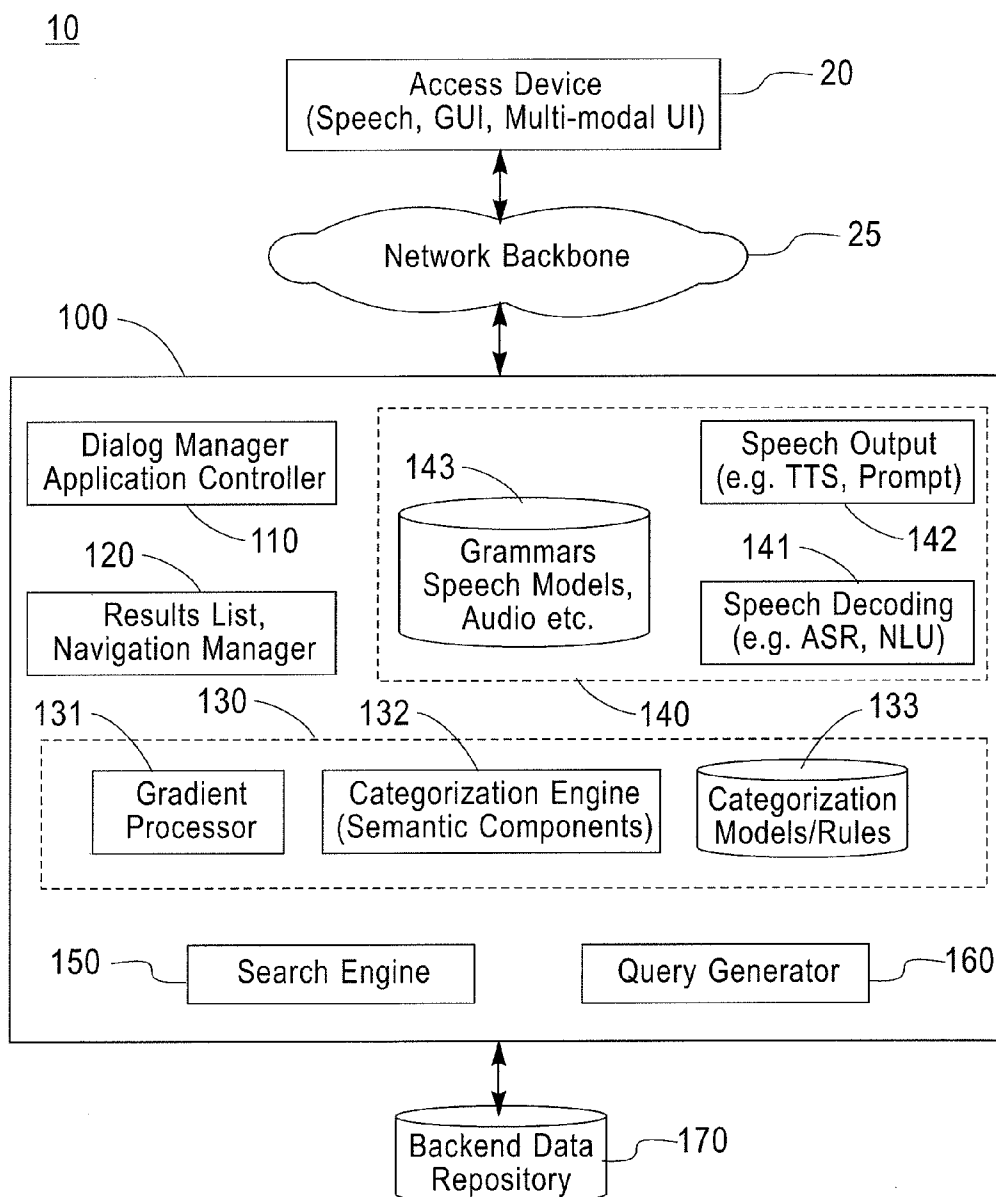 10
Access Device
(Speech, GUI, Multi-modal UI)
20
Network Backbone
25
100
Dialog Manager
Application Controller
110
120
Results List,
Navigation Manager
143
Grammars
Speech Models,
Audio etc.
Speech Output
(e.g. TTS, Prompt)
142
141
Speech Decoding
(e.g. ASR, NLU)
140
130
131
Gradient
Processor
132
Categorization Engine
(Semantic Components)
133
Categorization
Models/Rules
150
Search Engine
Query Generator
160
Backend Data
Repository
170